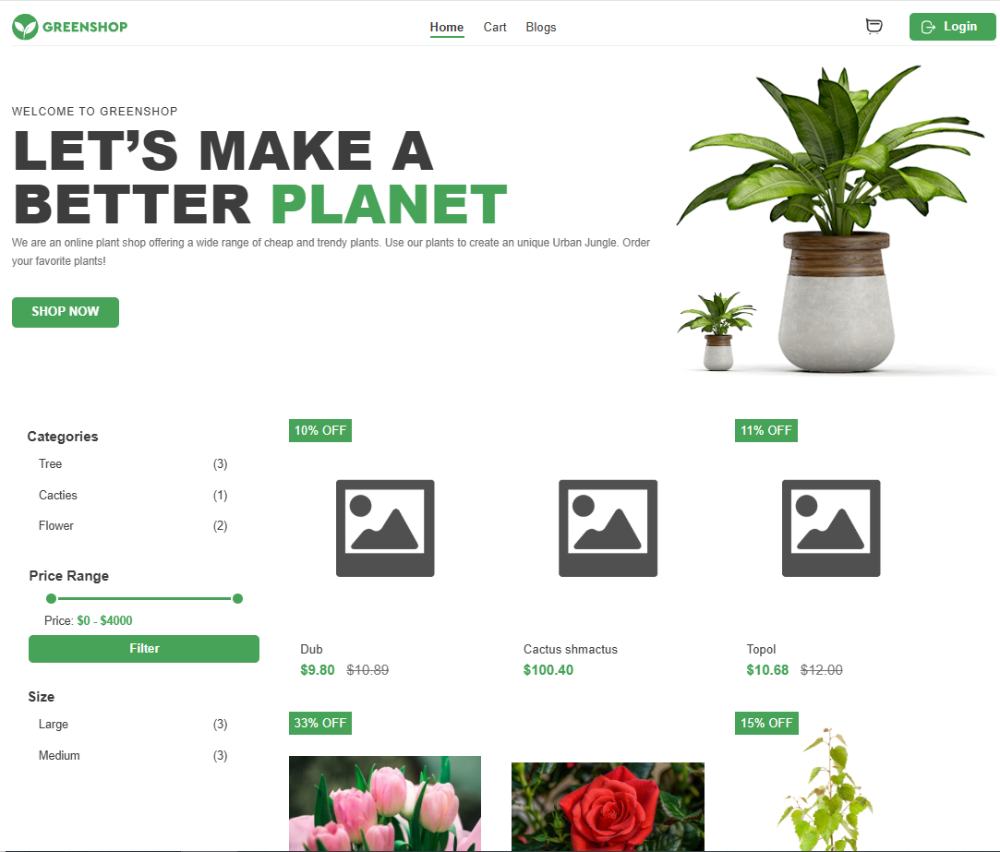 GREENSHOP
Home
Cart
Blogs
Login
WELCOME TO GREENSHOP
LET’S MAKE A
BETTER PLANET
We are an online plant shop offering a wide range of cheap and trendy plants. Use our plants to create an unique Urban Jungle. Order
your favorite plants!
SHOP NOW
Categories
Tree (3)
Cacties (1)
Flower (2)
Price Range
Price: $0 - $4000
Filter
Size
Large (3)
Medium (3)
10% OFF
Dub
$9.80 $10.89
Cactus shmactus
$100.40
11% OFF
Topol
$10.68 $12.00
33% OFF
15% OFF